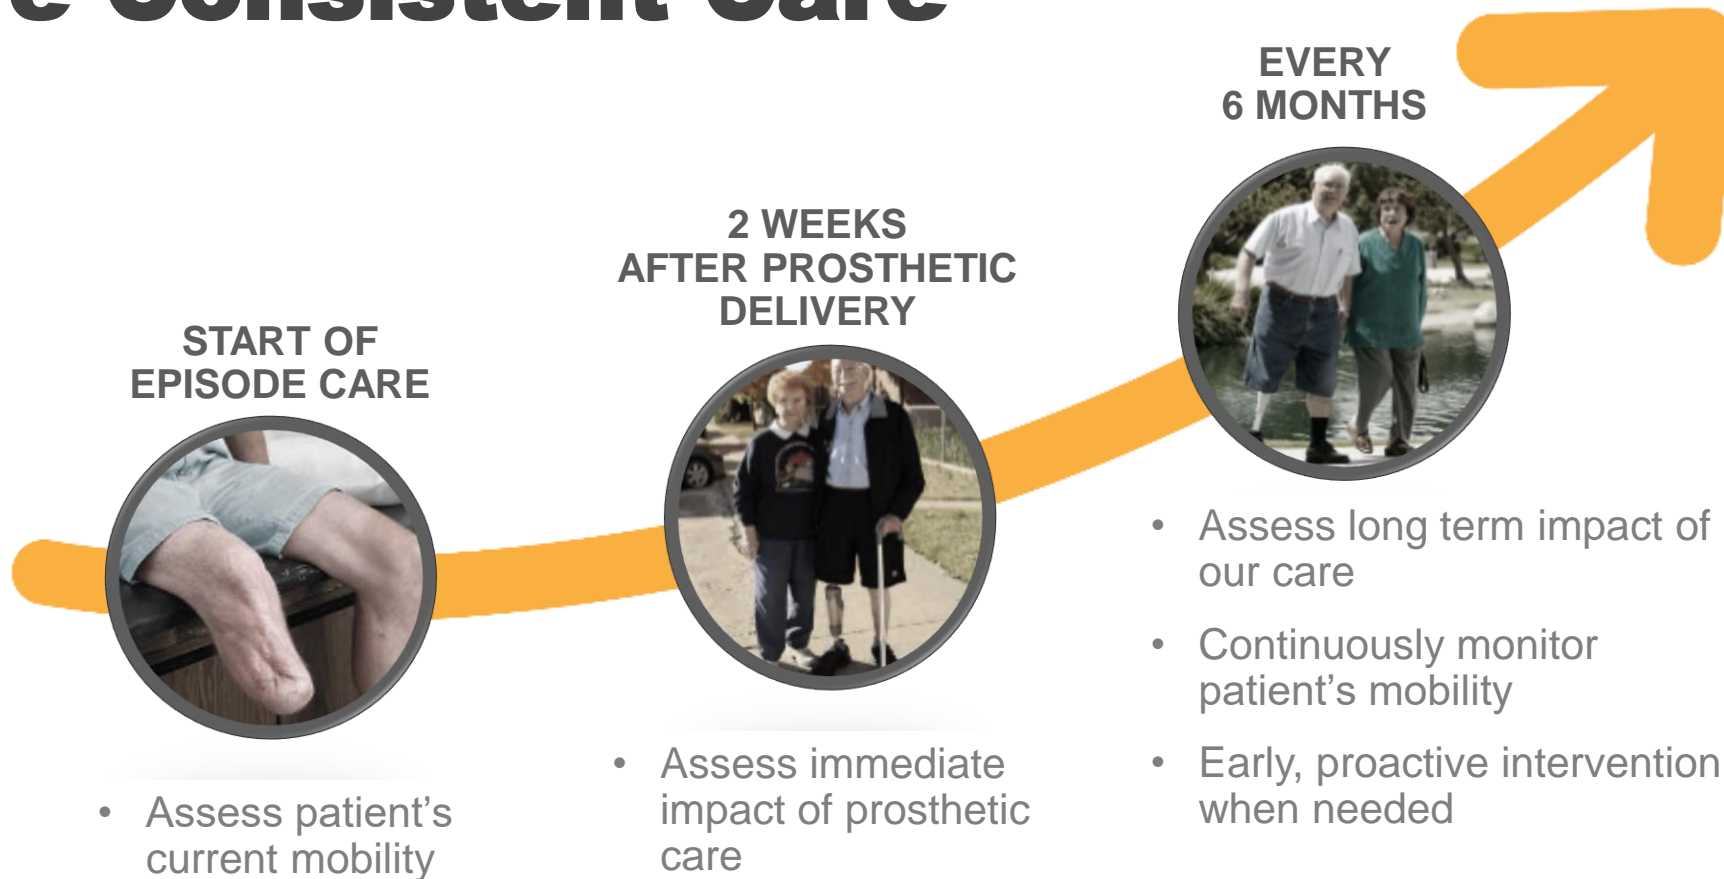 e Consistent Care
EVERY
6 MONTHS
2 WEEKS
AFTER PROSTHETIC
DELIVERY
START OF
EPISODE CARE
• Assess long term impact of
our care
• Continuously monitor
patient’s mobility
• Early, proactive intervention
when needed
• Assess immediate
impact of prosthetic
care
• Assess patient’s
current mobility